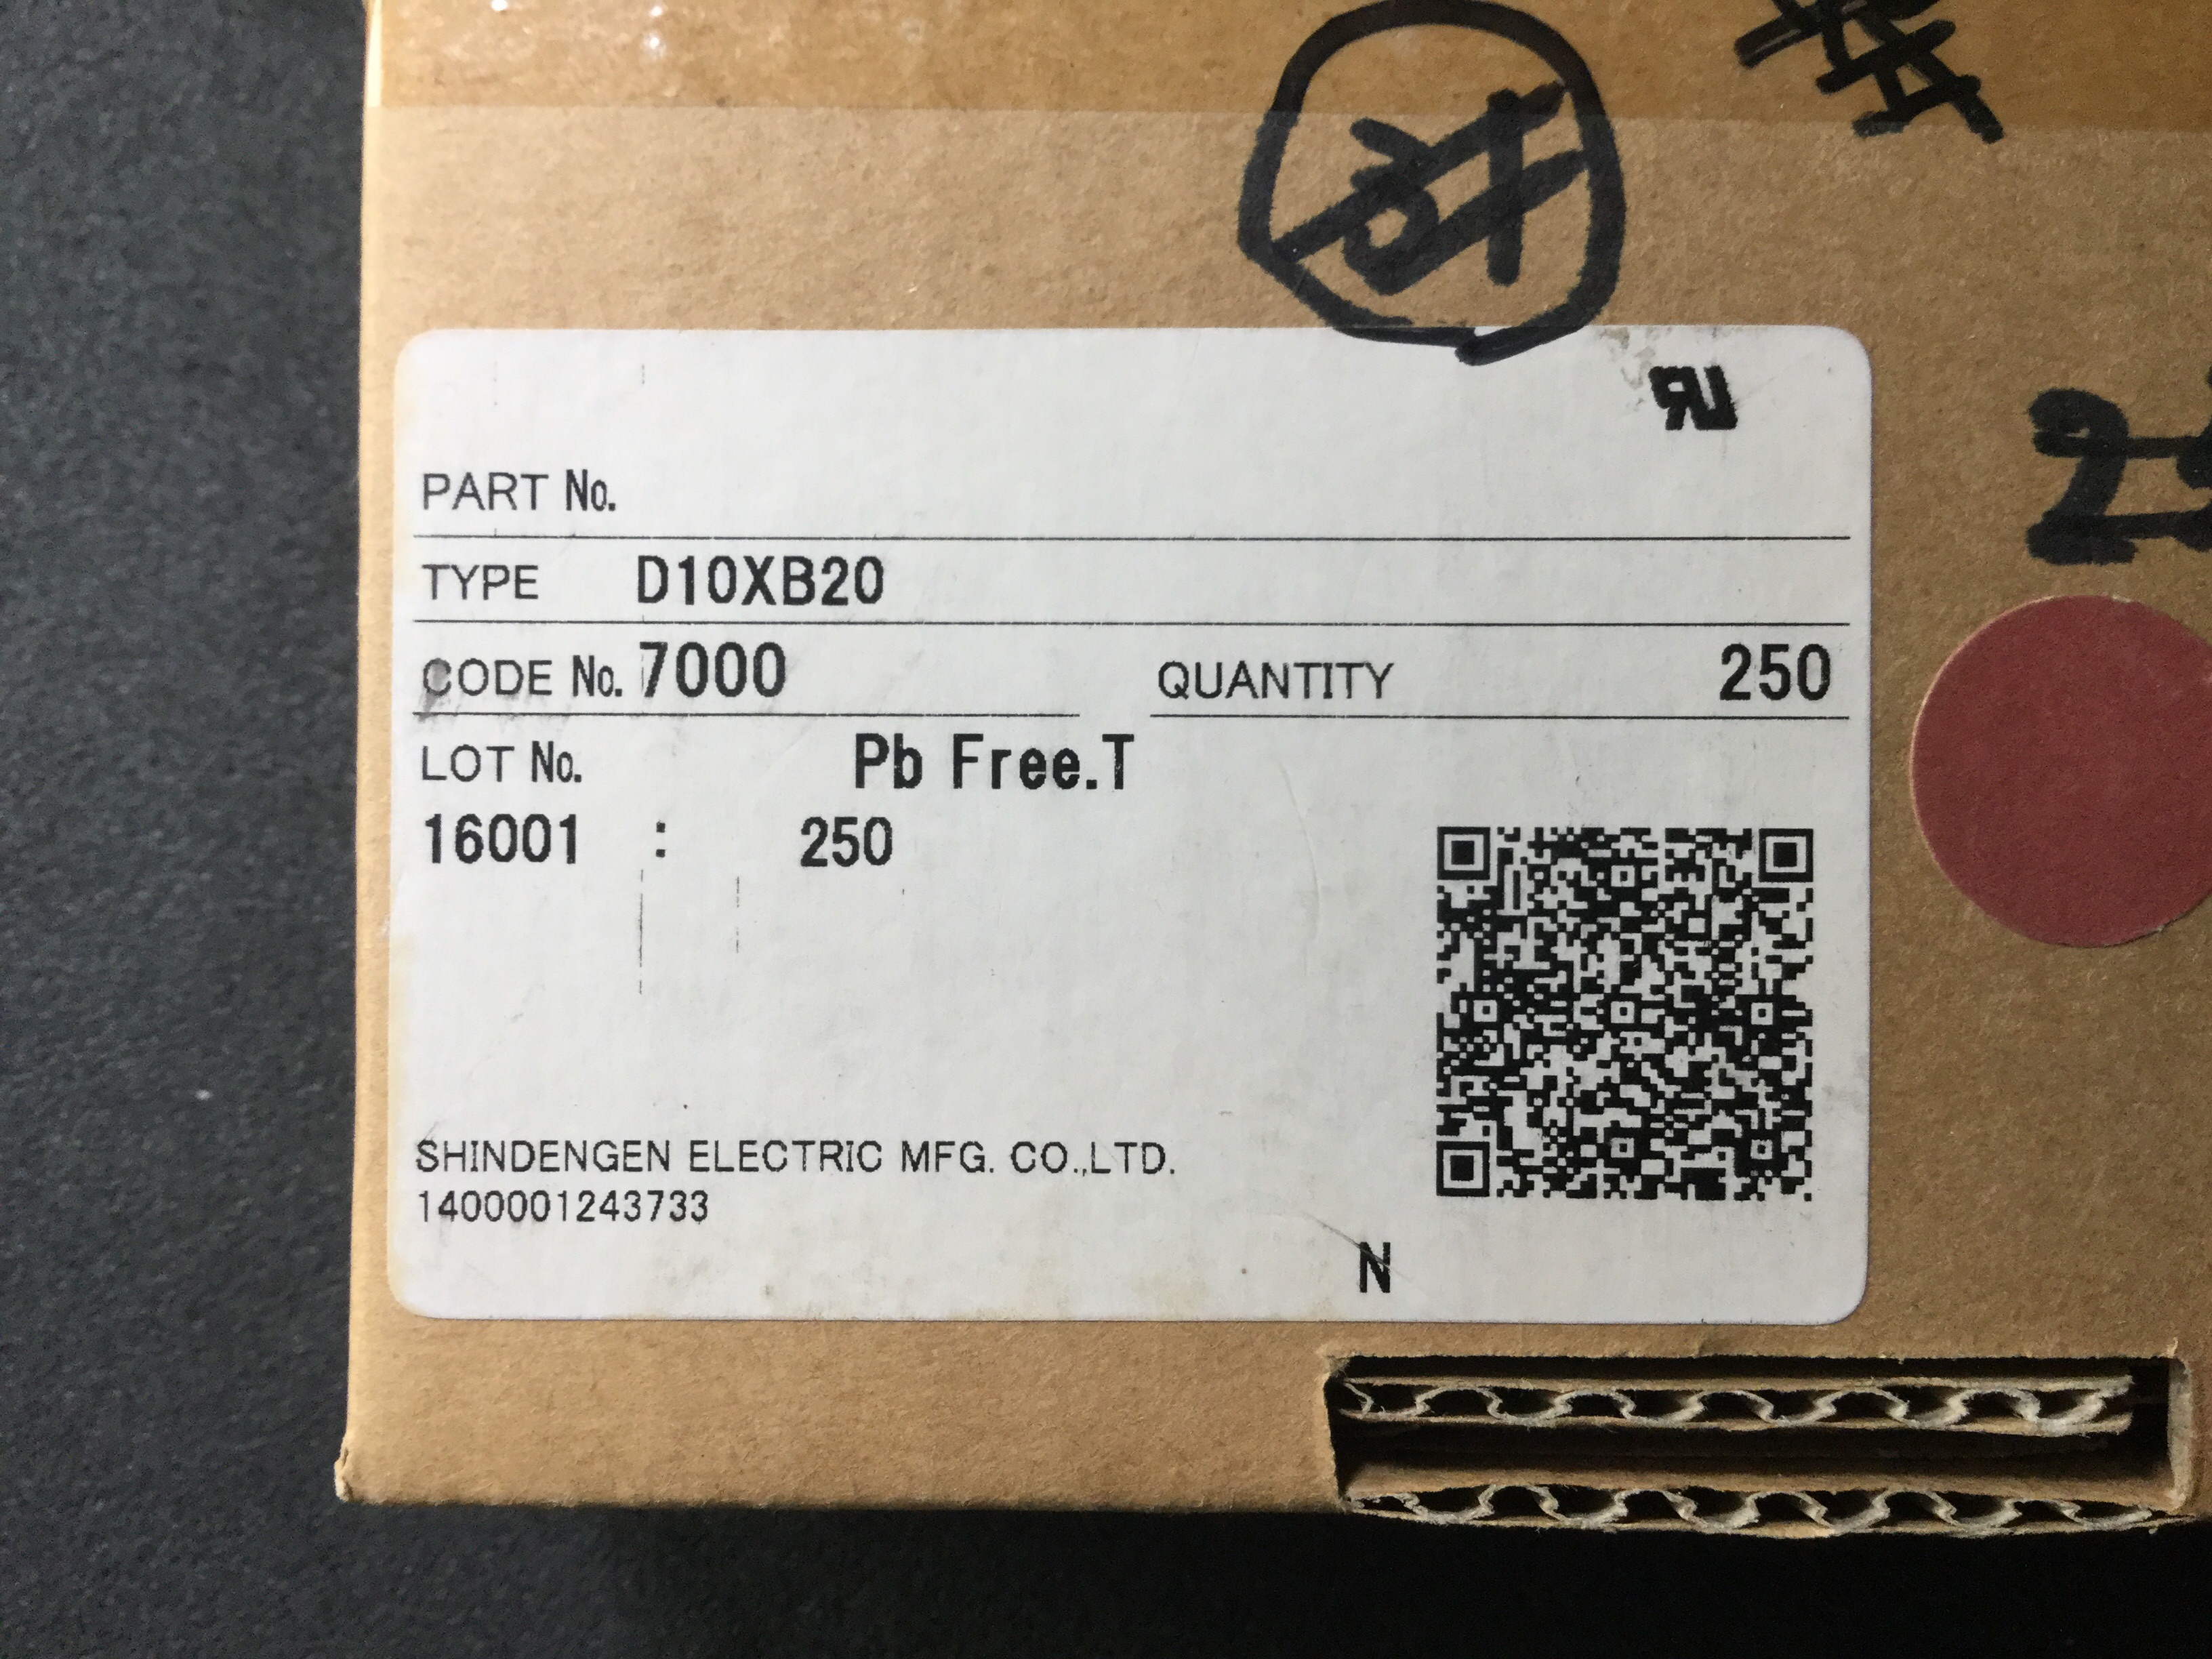 PART No.
TYPE D10XB20
CODE No. 7000 QUANTITY 250
LOT No. Pb Free.T
16001 : 250
SHINDENGEN ELECTRIC MFG. CO.,LTD.
1400001243733
N